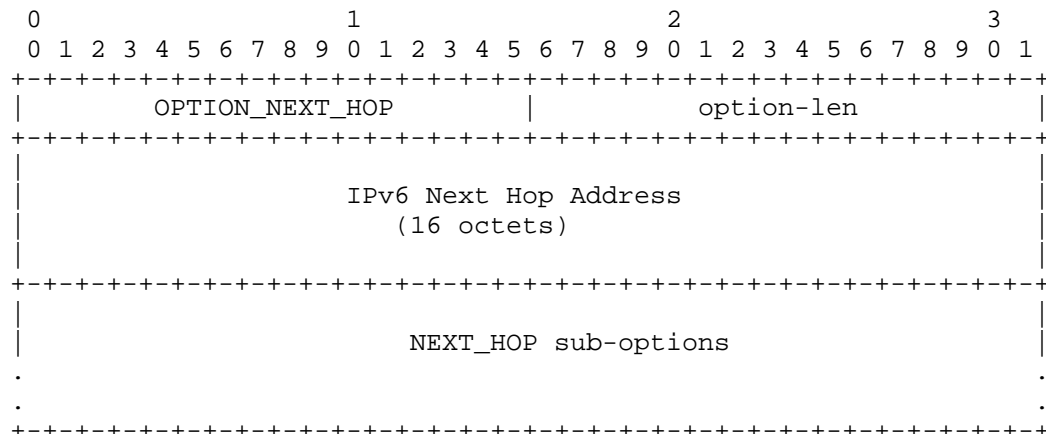 0                   1                   2                   3
 0 1 2 3 4 5 6 7 8 9 0 1 2 3 4 5 6 7 8 9 0 1 2 3 4 5 6 7 8 9 0 1
+-+-+-+-+-+-+-+-+-+-+-+-+-+-+-+-+-+-+-+-+-+-+-+-+-+-+-+-+-+-+-+-+
|        OPTION_NEXT_HOP        |          option-len           |
+-+-+-+-+-+-+-+-+-+-+-+-+-+-+-+-+-+-+-+-+-+-+-+-+-+-+-+-+-+-+-+-+
|                                                               |
|                    IPv6 Next Hop Address                      |
|                       (16 octets)                             |
|                                                               |
+-+-+-+-+-+-+-+-+-+-+-+-+-+-+-+-+-+-+-+-+-+-+-+-+-+-+-+-+-+-+-+-+
|                                                               |
|                        NEXT_HOP sub-options                   |
.                                                               .
.                                                               .
+-+-+-+-+-+-+-+-+-+-+-+-+-+-+-+-+-+-+-+-+-+-+-+-+-+-+-+-+-+-+-+-+